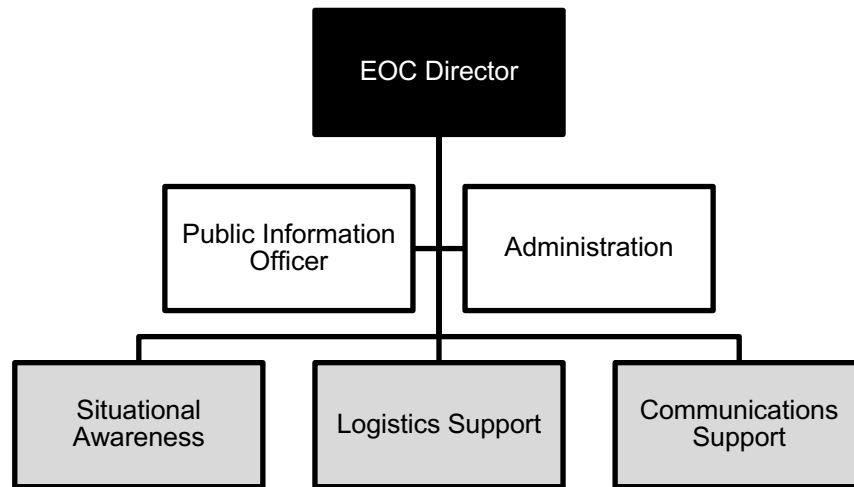 EOC Director
Public Information
Officer
Administration
Situational
Awareness
Logistics Support
Communications
Support